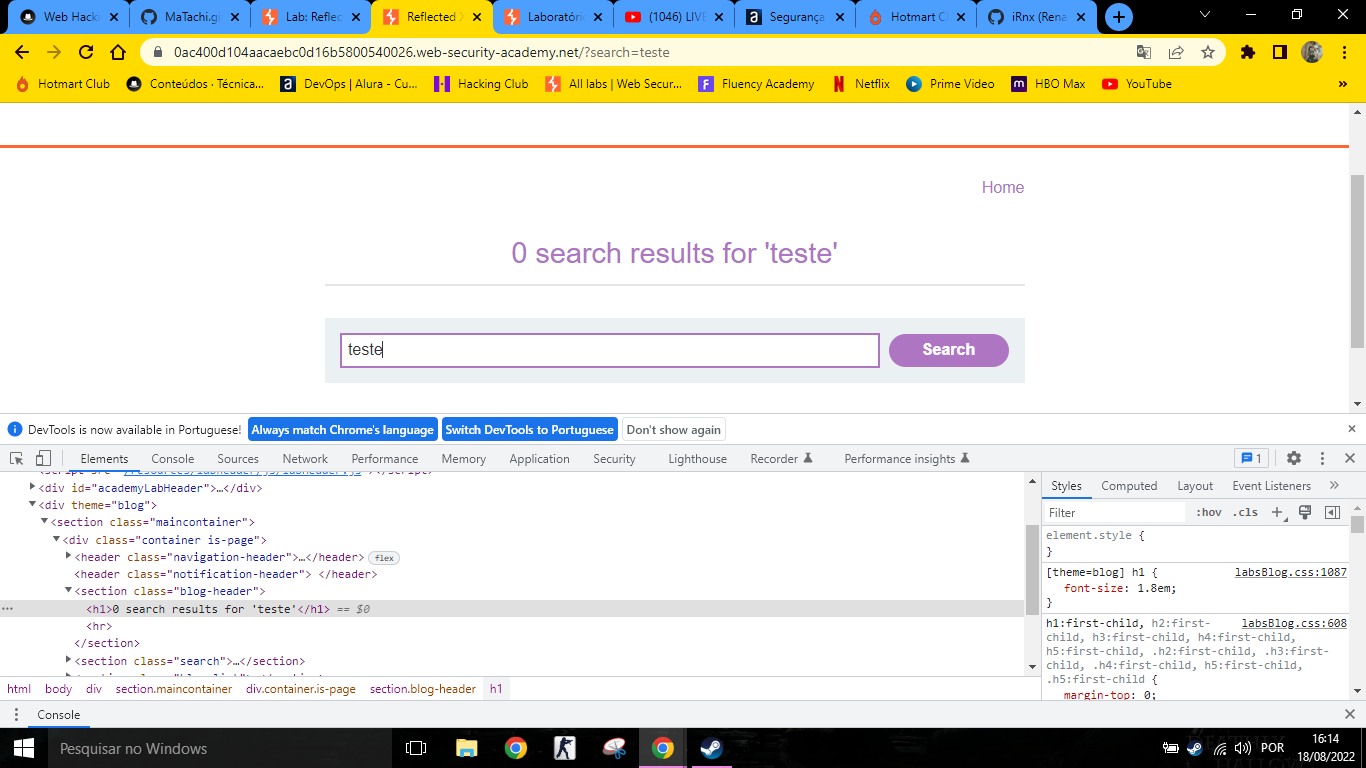 Web Hacki
MaTachi.gi
Lab: Reflec
Reflected X
Laboratório
(1046) LIVE
Segurança
Hotmart C
iRnx (Rena
0ac400d104aacaebc0d16b5800540026.web-security-academy.net/?search=teste
Hotmart Club
Conteúdos · Técnica...
DevOps | Alura - Cu...
Hacking Club
All labs | Web Secur...
Fluency Academy
Netflix
Prime Video
HBO Max
YouTube
»
Home
0 search results for 'teste'
teste
Search
DevTools is now available in Portuguese!
Always match Chrome's language
Switch DevTools to Portuguese
Don't show again
Elements
Console
Sources
Network
Performance
Memory
Application
Security
Lighthouse
Recorder
Performance insights
1
<script src="/resources/labheader/js/labHeader.js"></script>
<div id="academyLabHeader">…</div>
<div theme="blog">
<section class="maincontainer">
<div class="container is-page">
<header class="navigation-header">…</header> flex
<header class="notification-header"> </header>
<section class="blog-header">
<h1>0 search results for 'teste'</h1> == $0
<hr>
</section>
<section class="search">…</section>
html body div section.maincontainer div.container.is-page section.blog-header h1
Styles
Computed
Layout
Event Listeners
»
Filter
:hov .cls
element.style {
}
[theme=blog] h1 { labsBlog.css:1087
font-size: 1.8em;
}
h1:first-child, h2:first- labsBlog.css:608
child, h3:first-child, h4:first-child,
h5:first-child, .h2:first-child, .h3:first-
child, .h4:first-child, h5:first-child,
.h5:first-child {
margin-top: 0;
Console
Pesquisar no Windows
POR
16:14
18/08/2022